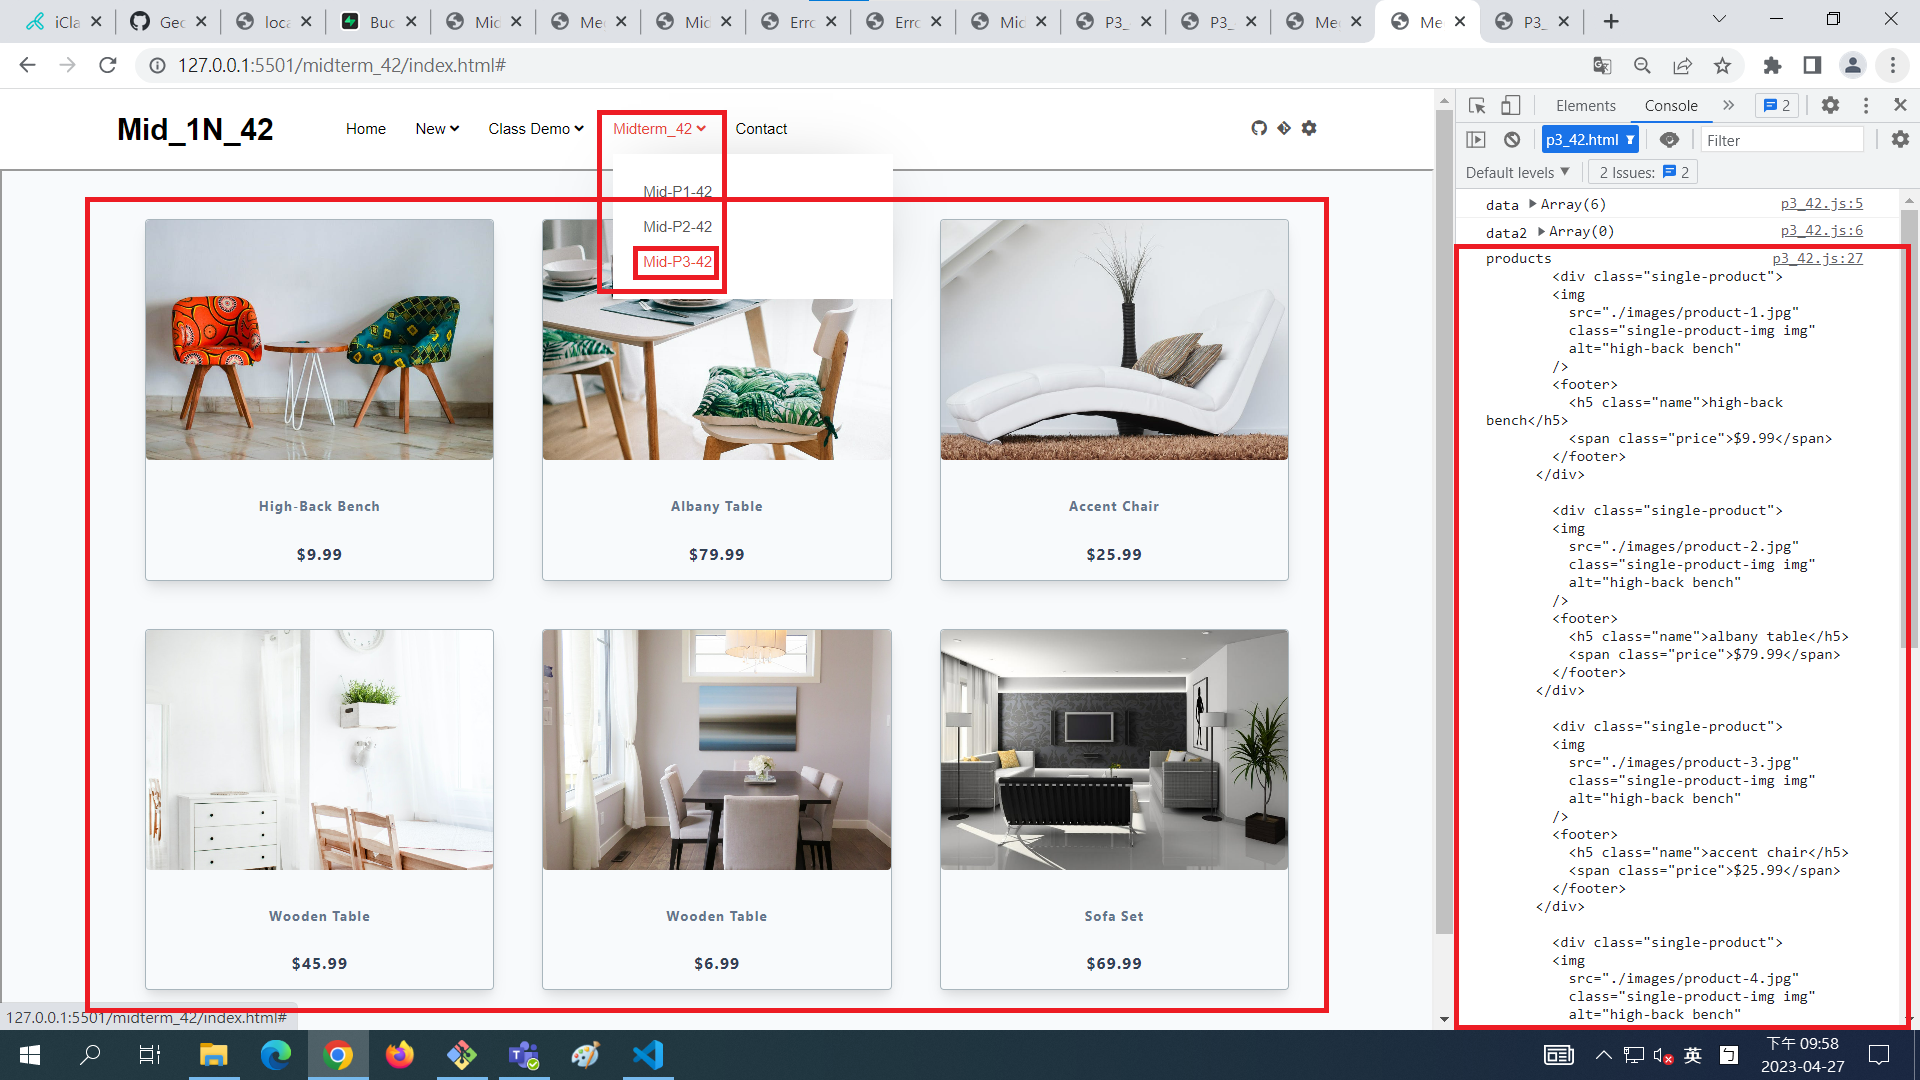 iCla
Geo
loca
Buc
Mid
Me
Mid
Erro
Erro
Mid
P3_
P3_
Me
Me
P3_
127.0.0.1:5501/midterm_42/index.html#
Mid_1N_42
Home
New
Class Demo
Midterm_42
Contact
Mid-P1-42
Mid-P2-42
Mid-P3-42
High-Back Bench
$9.99
Albany Table
$79.99
Accent Chair
$25.99
Wooden Table
$45.99
Wooden Table
$6.99
Sofa Set
$69.99
127.0.0.1:5501/midterm_42/index.html#
Elements
Console
2
p3_42.html
Filter
Default levels
2 Issues: 2
data Array(6) p3_42.js:5
data2 Array(0) p3_42.js:6
products p3_42.js:27
<div class="single-product">
<img
src="./images/product-1.jpg"
class="single-product-img img"
alt="high-back bench"
/>
<footer>
<h5 class="name">high-back
bench</h5>
<span class="price">$9.99</span>
</footer>
</div>
<div class="single-product">
<img
src="./images/product-2.jpg"
class="single-product-img img"
alt="high-back bench"
/>
<footer>
<h5 class="name">albany table</h5>
<span class="price">$79.99</span>
</footer>
</div>
<div class="single-product">
<img
src="./images/product-3.jpg"
class="single-product-img img"
alt="high-back bench"
/>
<footer>
<h5 class="name">accent chair</h5>
<span class="price">$25.99</span>
</footer>
</div>
<div class="single-product">
<img
src="./images/product-4.jpg"
class="single-product-img img"
alt="high-back bench"
英
ㄅ
下午 09:58
2023-04-27